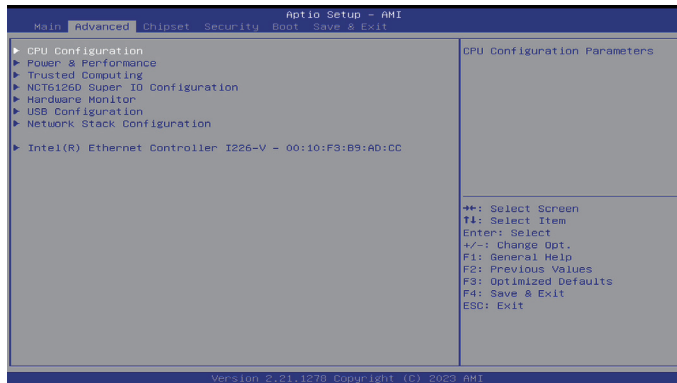 Aptio Setup – AMI
Main Advanced Chipset Security Boot Save & Exit
▶ CPU Configuration
▶ Power & Performance
▶ Trusted Computing
▶ NCT6126D Super IO Configuration
▶ Hardware Monitor
▶ USB Configuration
▶ Network Stack Configuration
▶ Intel(R) Ethernet Controller I226-V – 00:10:F3:B9:AD:CC
CPU Configuration Parameters
→←: Select Screen
↑↓: Select Item
Enter: Select
+/-: Change Opt.
F1: General Help
F2: Previous Values
F3: Optimized Defaults
F4: Save & Exit
ESC: Exit
Version 2.21.1278 Copyright (C) 2023 AMI